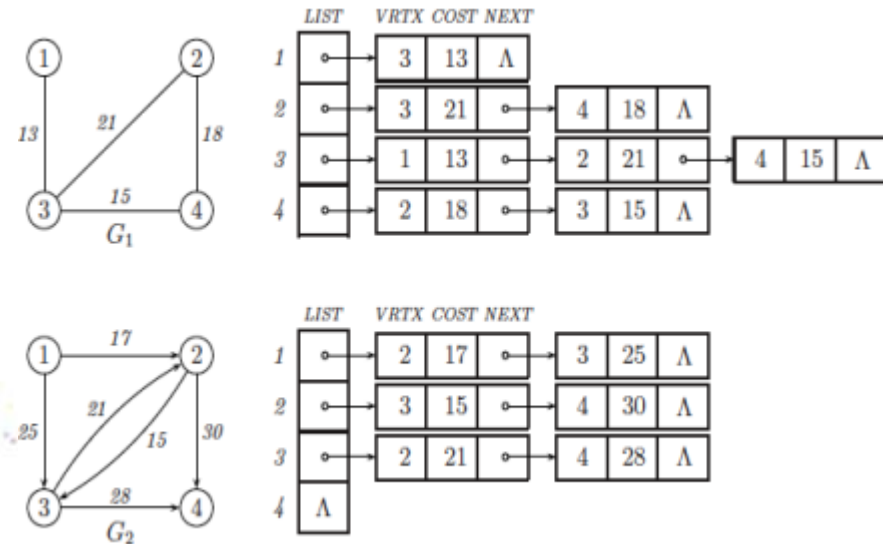 LIST VRTX COST NEXT
1 3 13 Λ
2 3 21 4 18 Λ
3 1 13 2 21 4 15 Λ
4 2 18 3 15 Λ
1 2
13 21 18
15
3 4
G1
LIST VRTX COST NEXT
1 2 17 3 25 Λ
2 3 15 4 30 Λ
3 2 21 4 28 Λ
4 Λ
17
1 2
25 21 15 30
28
3 4
G2